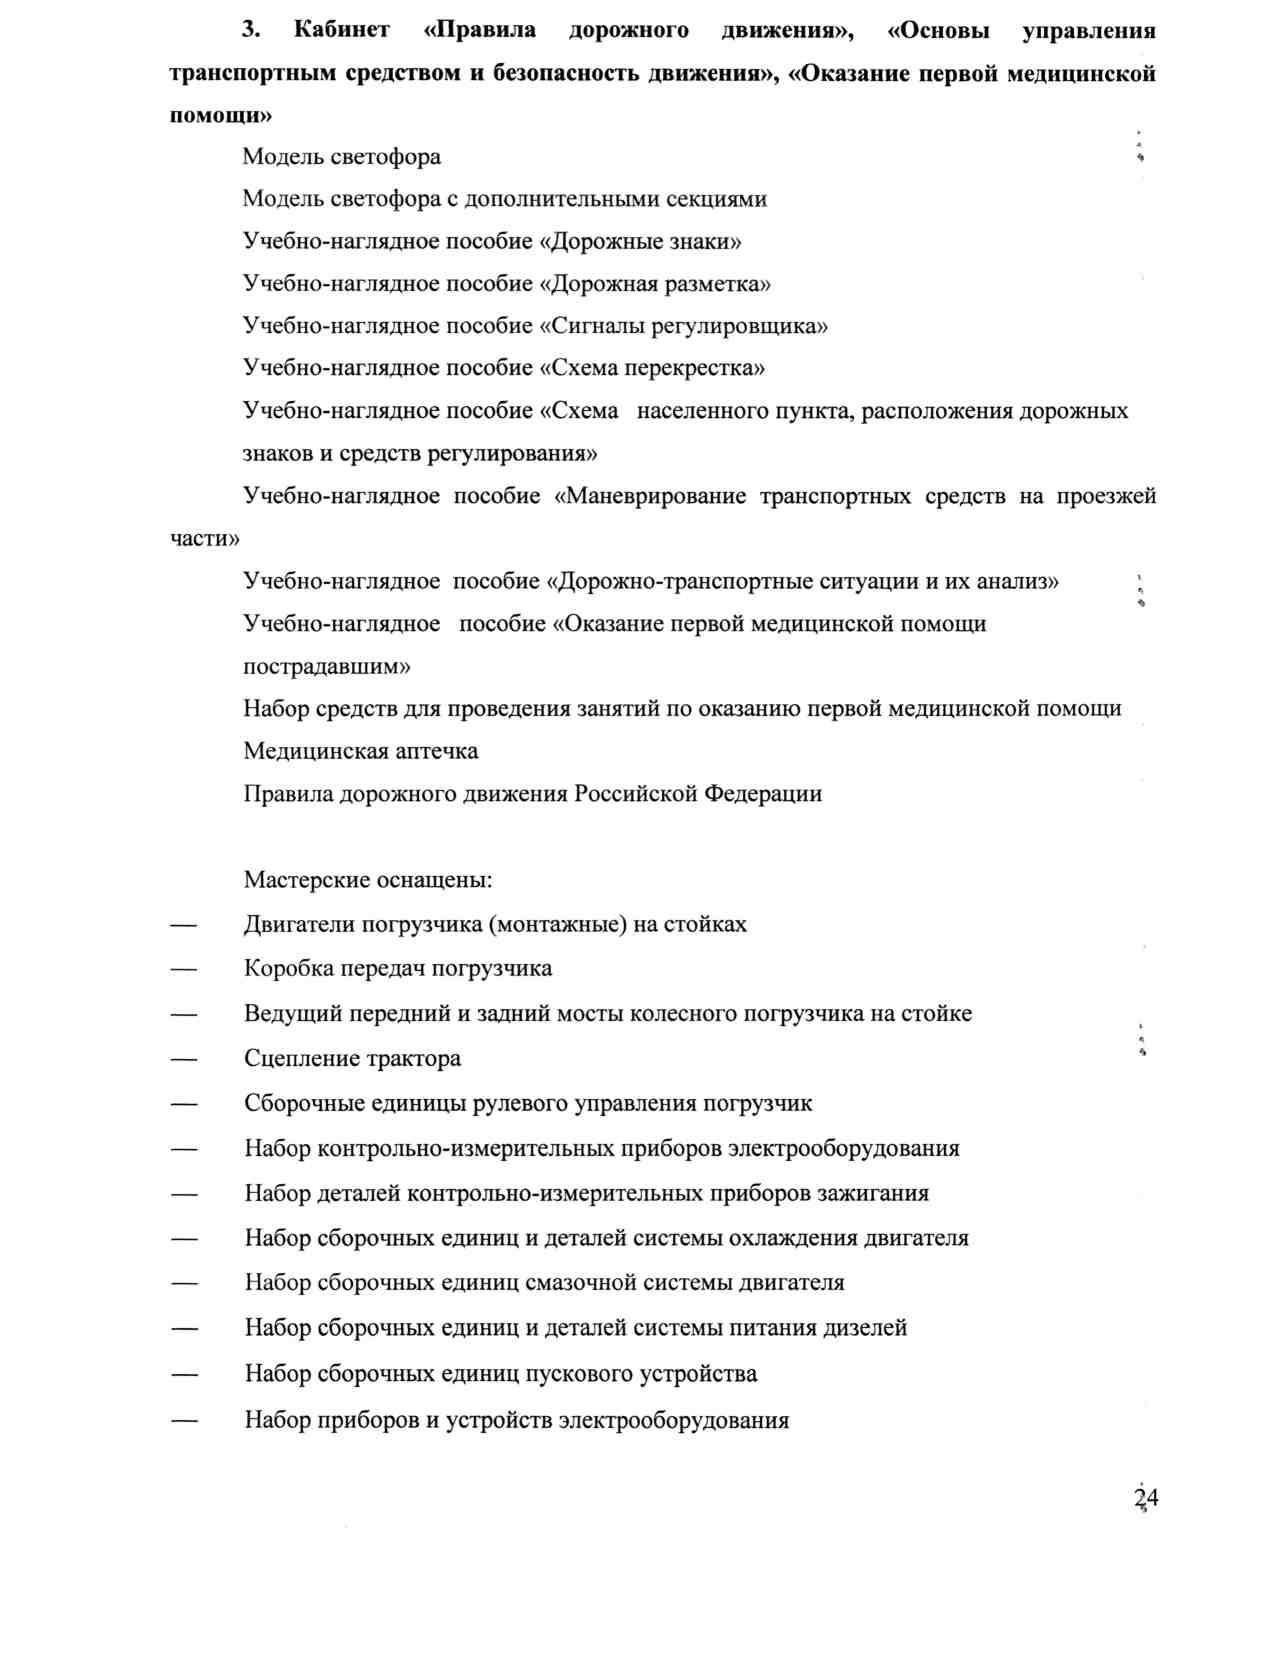 3. Кабинет «Правила дорожного движения», «Основы управления
транспортным средством и безопасность движения», «Оказание первой медицинской
помощи»
Модель светофора
Модель светофора с дополнительными секциями
Учебно-наглядное пособие «Дорожные знаки»
Учебно-наглядное пособие «Дорожная разметка»
Учебно-наглядное пособие «Сигналы регулировщика»
Учебно-наглядное пособие «Схема перекрестка»
Учебно-наглядное пособие «Схема населенного пункта, расположения дорожных
знаков и средств регулирования»
Учебно-наглядное пособие «Маневрирование транспортных средств на проезжей
части»
Учебно-наглядное пособие «Дорожно-транспортные ситуации и их анализ»
Учебно-наглядное пособие «Оказание первой медицинской помощи
пострадавшим»
Набор средств для проведения занятий по оказанию первой медицинской помощи
Медицинская аптечка
Правила дорожного движения Российской Федерации
Мастерские оснащены:
— Двигатели погрузчика (монтажные) на стойках
— Коробка передач погрузчика
— Ведущий передний и задний мосты колесного погрузчика на стойке
— Сцепление трактора
— Сборочные единицы рулевого управления погрузчик
— Набор контрольно-измерительных приборов электрооборудования
— Набор деталей контрольно-измерительных приборов зажигания
— Набор сборочных единиц и деталей системы охлаждения двигателя
— Набор сборочных единиц смазочной системы двигателя
— Набор сборочных единиц и деталей системы питания дизелей
— Набор сборочных единиц пускового устройства
— Набор приборов и устройств электрооборудования
24